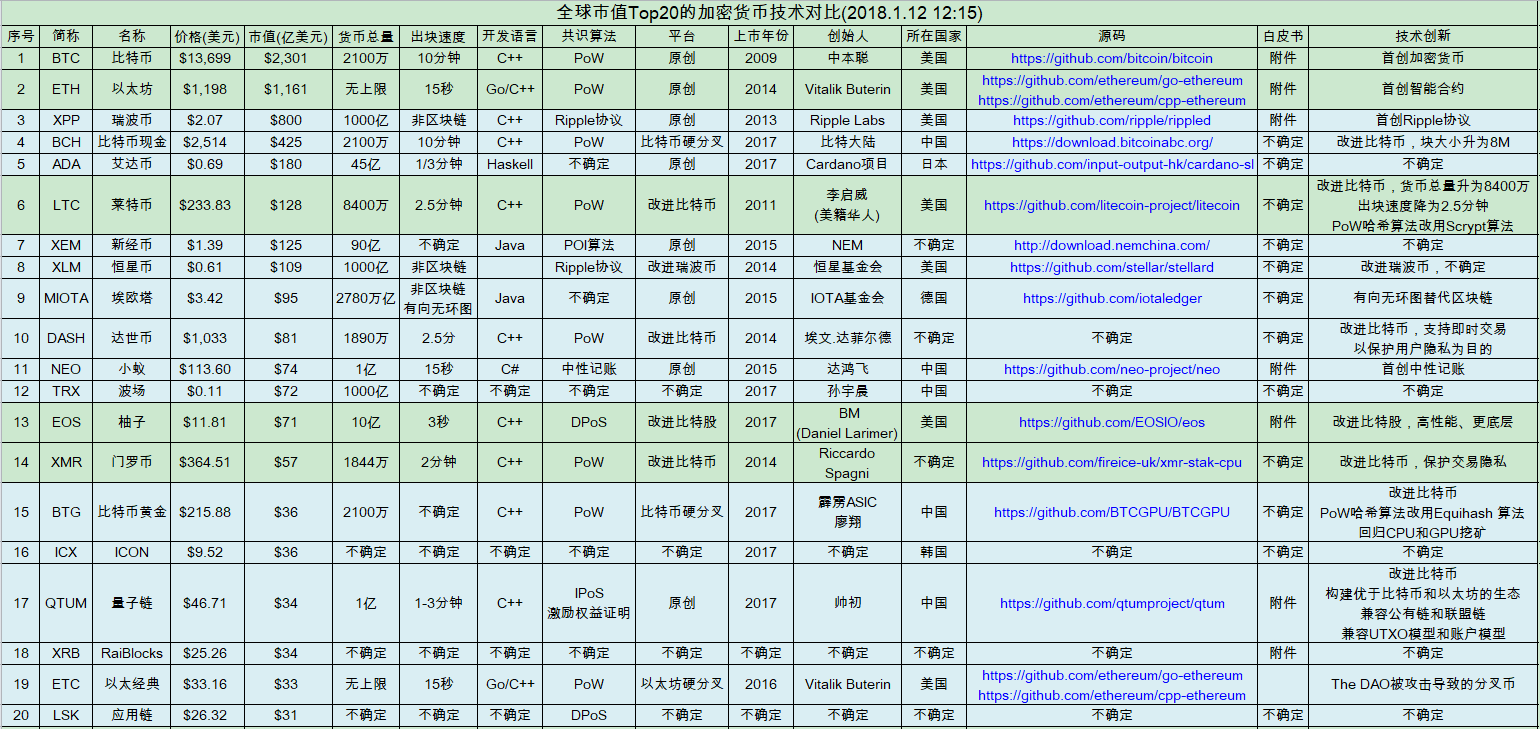 全球市值Top20的加密货币技术对比(2018.1.12 12:15)
序号 简称 名称 价格(美元) 市值(亿美元) 货币总量 出块速度 开发语言 共识算法 平台 上市年份 创始人 所在国家 源码 白皮书 技术创新
1 BTC 比特币 $13,699 $2,301 2100万 10分钟 C++ PoW 原创 2009 中本聪 美国 https://github.com/bitcoin/bitcoin 附件 首创加密货币
2 ETH 以太坊 $1,198 $1,161 无上限 15秒 Go/C++ PoW 原创 2014 Vitalik Buterin 美国 https://github.com/ethereum/go-ethereum
https://github.com/ethereum/cpp-ethereum 附件 首创智能合约
3 XPP 瑞波币 $2.07 $800 1000亿 非区块链 C++ Ripple协议 原创 2013 Ripple Labs 美国 https://github.com/ripple/rippled 附件 首创Ripple协议
4 BCH 比特币现金 $2,514 $425 2100万 10分钟 C++ PoW 比特币硬分叉 2017 比特大陆 中国 https://download.bitcoinabc.org/ 不确定 改进比特币，块大小升为8M
5 ADA 艾达币 $0.69 $180 45亿 1/3分钟 Haskell 不确定 原创 2017 Cardano项目 日本 https://github.com/input-output-hk/cardano-sl 不确定 不确定
6 LTC 莱特币 $233.83 $128 8400万 2.5分钟 C++ PoW 改进比特币 2011 李启威
(美籍华人) 美国 https://github.com/litecoin-project/litecoin 不确定 改进比特币，货币总量升为8400万
出块速度降为2.5分钟
PoW哈希算法改用Scrypt算法
7 XEM 新经币 $1.39 $125 90亿 不确定 Java POI算法 原创 2015 NEM 不确定 http://download.nemchina.com/ 不确定 不确定
8 XLM 恒星币 $0.61 $109 1000亿 非区块链 Ripple协议 改进瑞波币 2014 恒星基金会 美国 https://github.com/stellar/stellard 不确定 改进瑞波币，不确定
9 MIOTA 埃欧塔 $3.42 $95 2780万亿 非区块链
有向无环图 Java 不确定 原创 2015 IOTA基金会 德国 https://github.com/iotaledger 不确定 有向无环图替代区块链
10 DASH 达世币 $1,033 $81 1890万 2.5分 C++ PoW 改进比特币 2014 埃文.达菲尔德 不确定 不确定 不确定 改进比特币，支持即时交易
以保护用户隐私为目的
11 NEO 小蚁 $113.60 $74 1亿 15秒 C# 中性记账 原创 2015 达鸿飞 中国 https://github.com/neo-project/neo 附件 首创中性记账
12 TRX 波场 $0.11 $72 1000亿 不确定 不确定 不确定 不确定 2017 孙宇晨 中国 不确定 不确定 不确定
13 EOS 柚子 $11.81 $71 10亿 3秒 C++ DPoS 改进比特股 2017 BM
(Daniel Larimer) 美国 https://github.com/EOSIO/eos 附件 改进比特股，高性能、更底层
14 XMR 门罗币 $364.51 $57 1844万 2分钟 C++ PoW 改进比特币 2014 Riccardo
Spagni 不确定 https://github.com/fireice-uk/xmr-stak-cpu 不确定 改进比特币，保护交易隐私
15 BTG 比特币黄金 $215.88 $36 2100万 不确定 C++ PoW 比特币硬分叉 2017 霹雳ASIC
廖翔 中国 https://github.com/BTCGPU/BTCGPU 不确定 改进比特币
PoW哈希算法改用Equihash 算法
回归CPU和GPU挖矿
16 ICX ICON $9.52 $36 不确定 不确定 不确定 不确定 不确定 2017 不确定 韩国 不确定 不确定 不确定
17 QTUM 量子链 $46.71 $34 1亿 1-3分钟 C++ IPoS
激励权益证明 原创 2017 帅初 中国 https://github.com/qtumproject/qtum 附件 改进比特币
构建优于比特币和以太坊的生态
兼容公有链和联盟链
兼容UTXO模型和账户模型
18 XRB RaiBlocks $25.26 $34 不确定 不确定 不确定 不确定 不确定 不确定 不确定 不确定 不确定 附件 不确定
19 ETC 以太经典 $33.16 $33 无上限 15秒 Go/C++ PoW 以太坊硬分叉 2016 Vitalik Buterin 美国 https://github.com/ethereum/go-ethereum
https://github.com/ethereum/cpp-ethereum The DAO被攻击导致的分叉币
20 LSK 应用链 $26.32 $31 不确定 不确定 不确定 DPoS 不确定 不确定 不确定 不确定 不确定 不确定 不确定